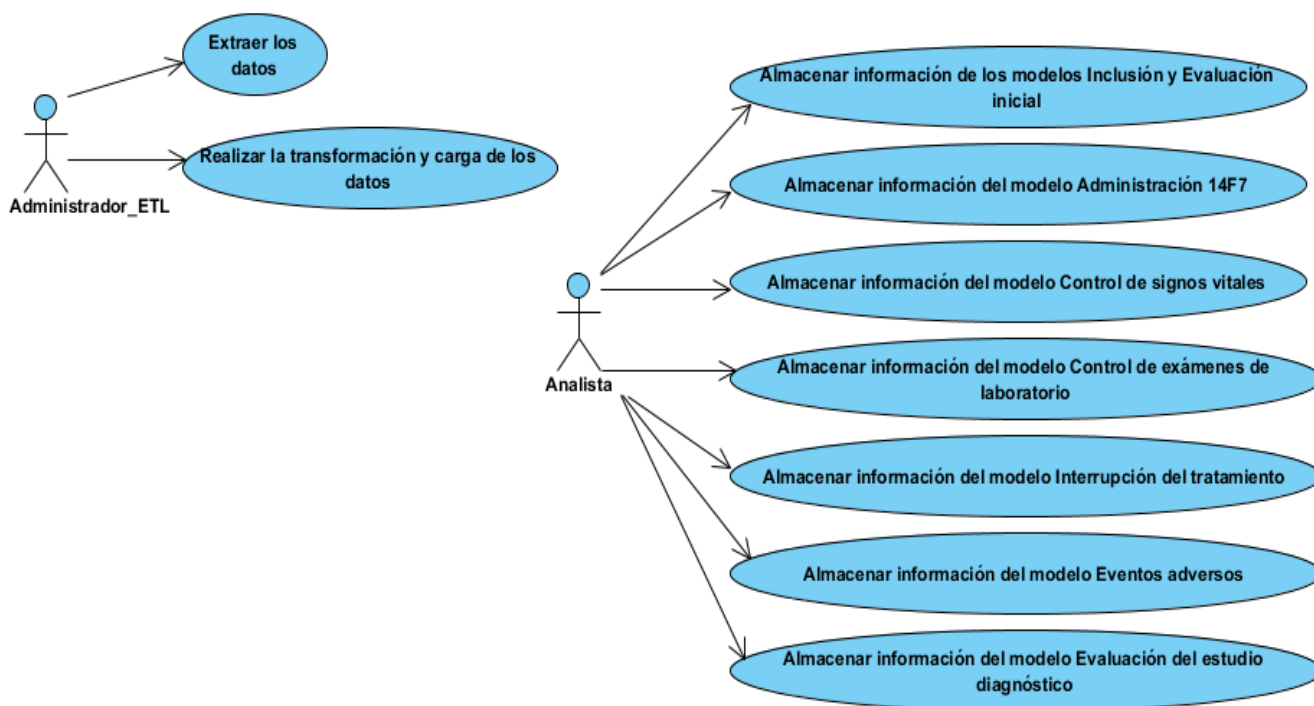 Extraer los
datos
Realizar la transformación y carga de los
datos
Administrador_ETL
Almacenar información de los modelos Inclusión y Evaluación
inicial
Almacenar información del modelo Administración 14F7
Almacenar información del modelo Control de signos vitales
Almacenar información del modelo Control de exámenes de
laboratorio
Analista
Almacenar información del modelo Interrupción del tratamiento
Almacenar información del modelo Eventos adversos
Almacenar información del modelo Evaluación del estudio
diagnóstico